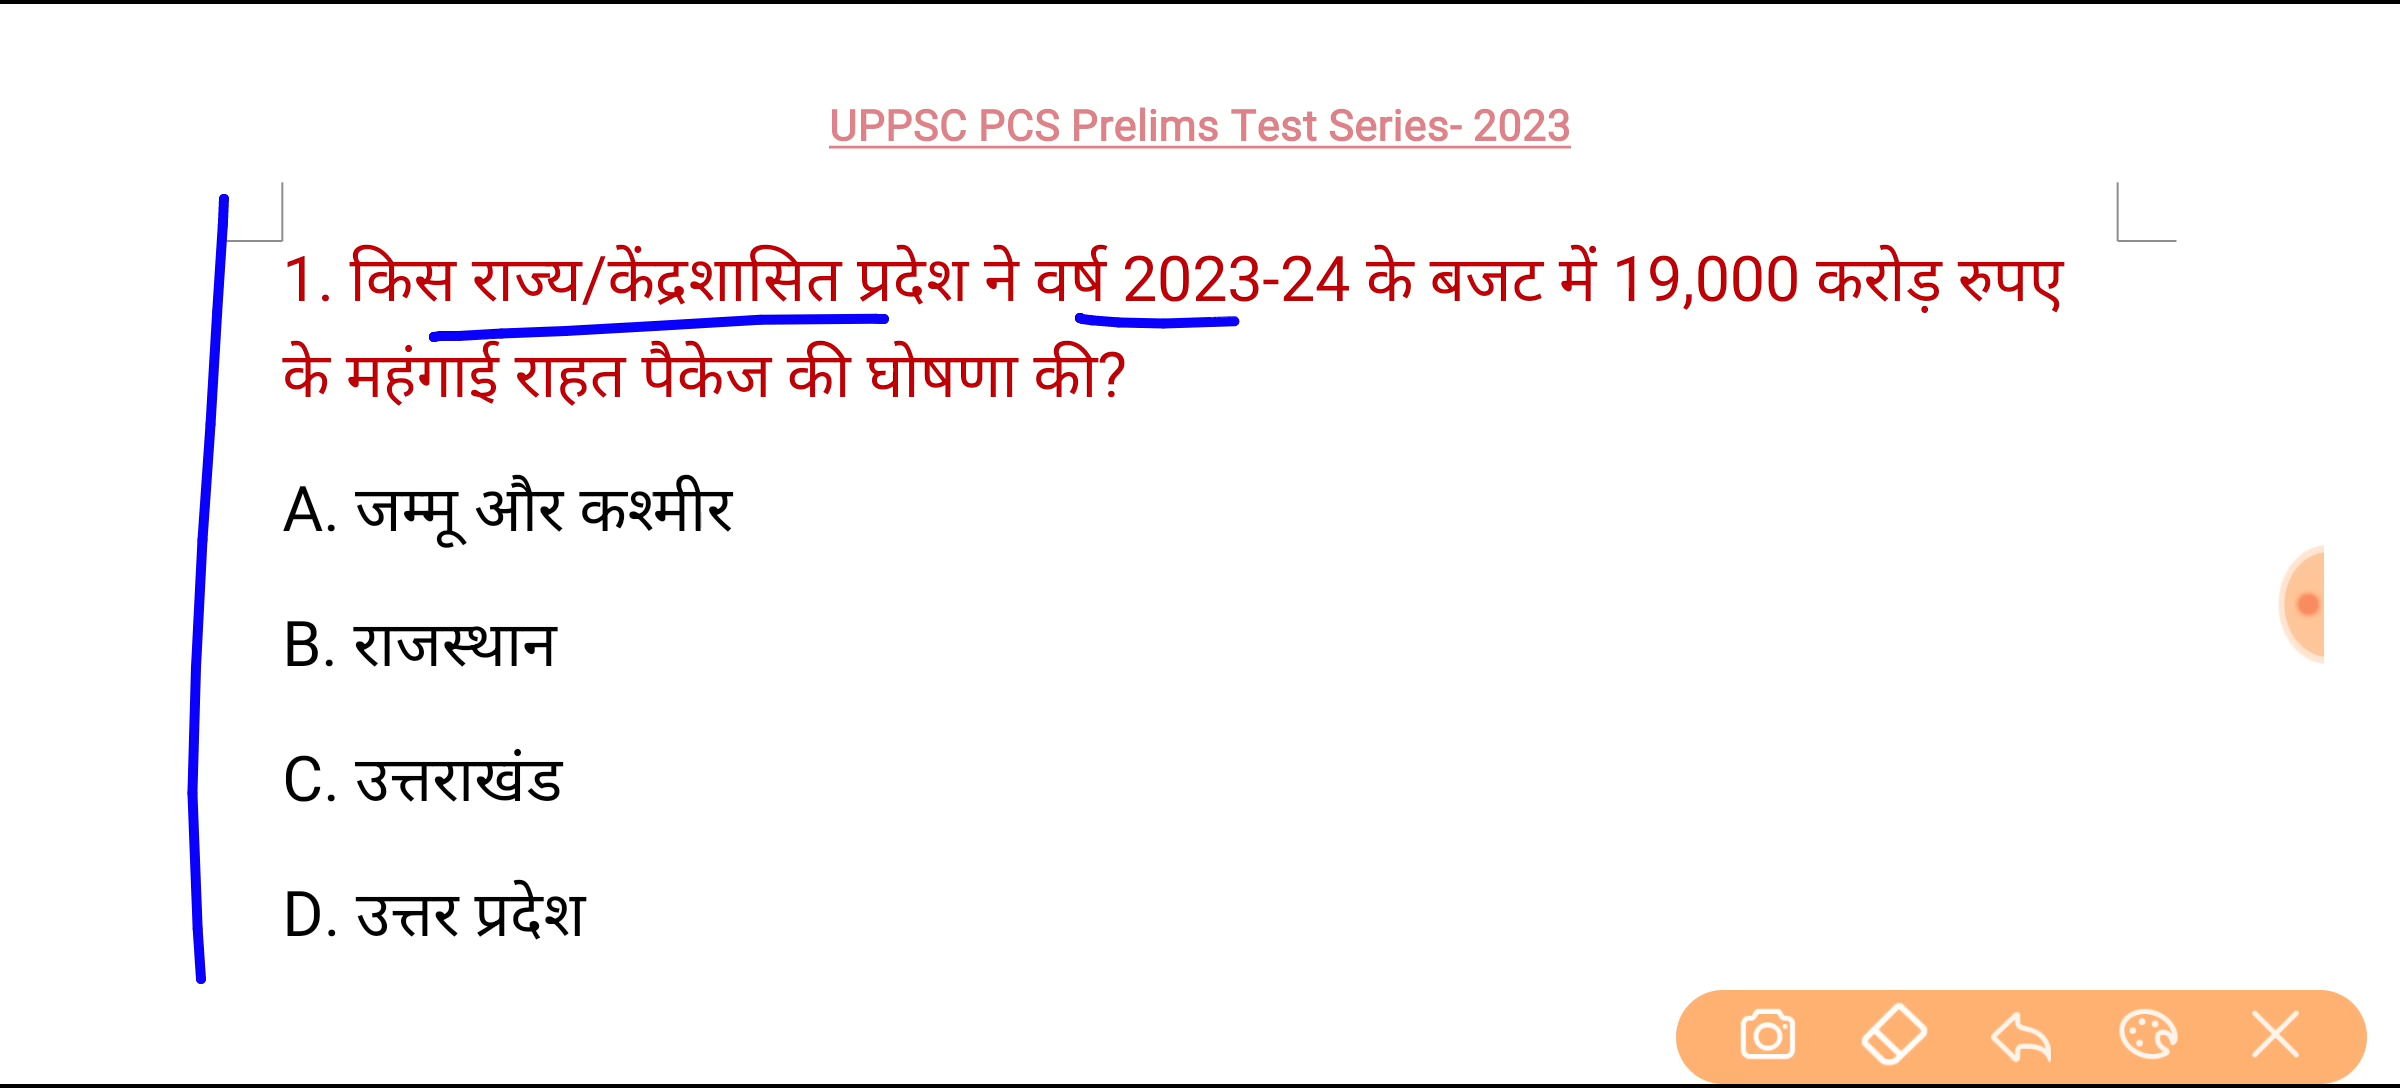 UPPSC PCS Prelims Test Series- 2023
1. किस राज्य/केंद्रशासित प्रदेश ने वर्ष 2023-24 के बजट में 19,000 करोड़ रुपए
के महंगाई राहत पैकेज की घोषणा की?
A. जम्मू और कश्मीर
B. राजस्थान
C. उत्तराखंड
D. उत्तर प्रदेश